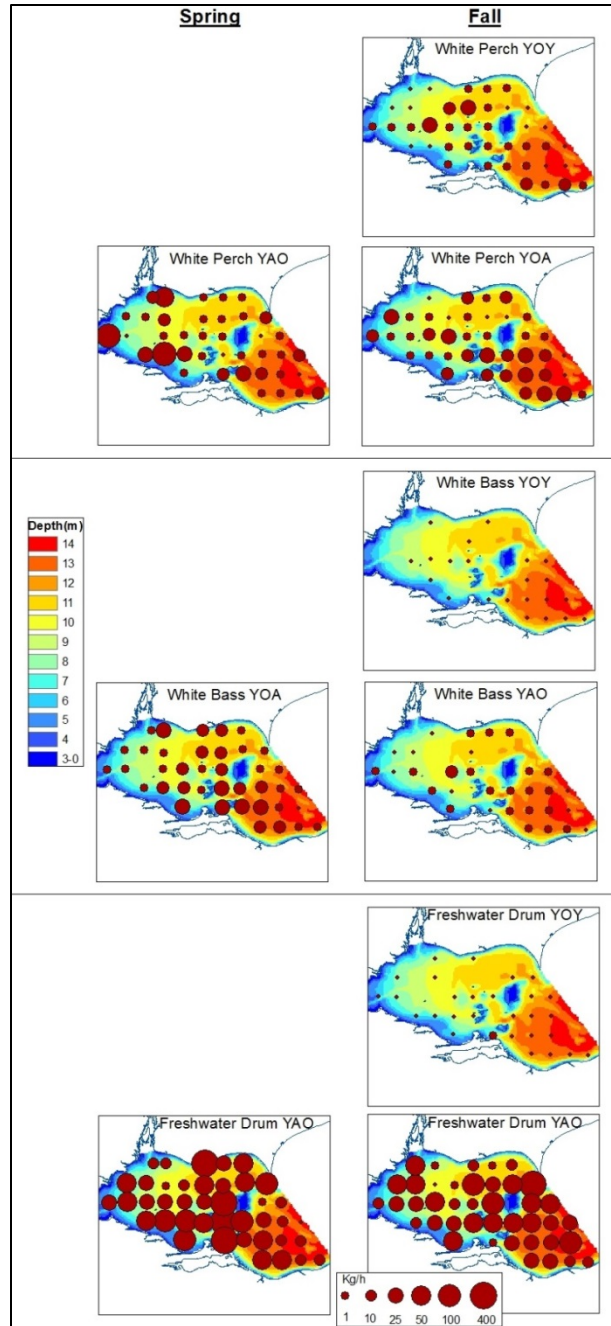 Spring Fall
White Perch YOY
White Perch YAO White Perch YOA
White Bass YOY
Depth(m)
14
13
12
11
10
9
8
7
6
5
4
3-0
White Bass YOA White Bass YAO
Freshwater Drum YOY
Freshwater Drum YAO Freshwater Drum YAO
Kg/h
1 10 25 50 100 400